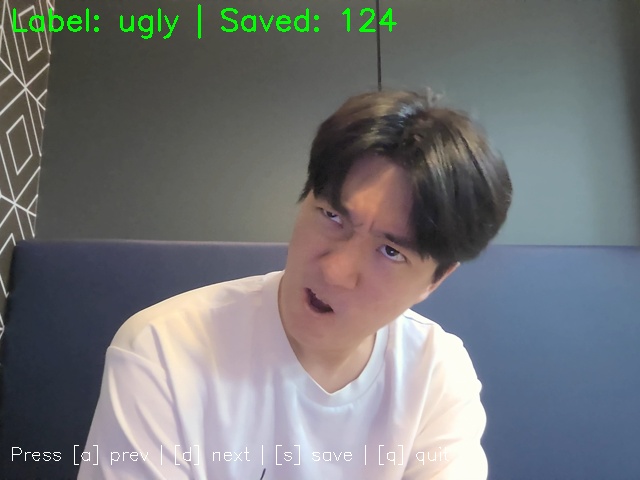 Label: ugly | Saved: 124
Press [a] prev | [d] next | [s] save | [q] quit